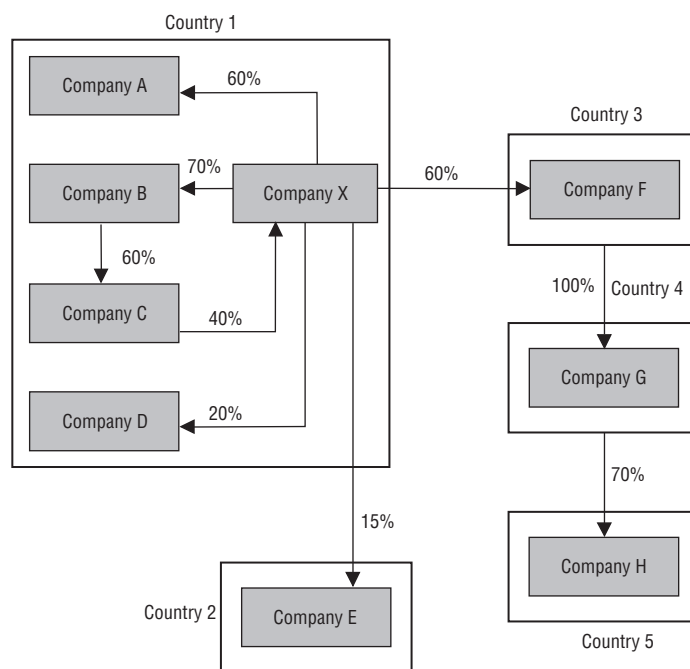 Country 1
Company A
60%
Company B
70%
Company X
60%
Country 3
Company F
60%
Company C
40%
100%
Country 4
Company G
Company D
20%
70%
15%
Company H
Country 2
Company E
Country 5